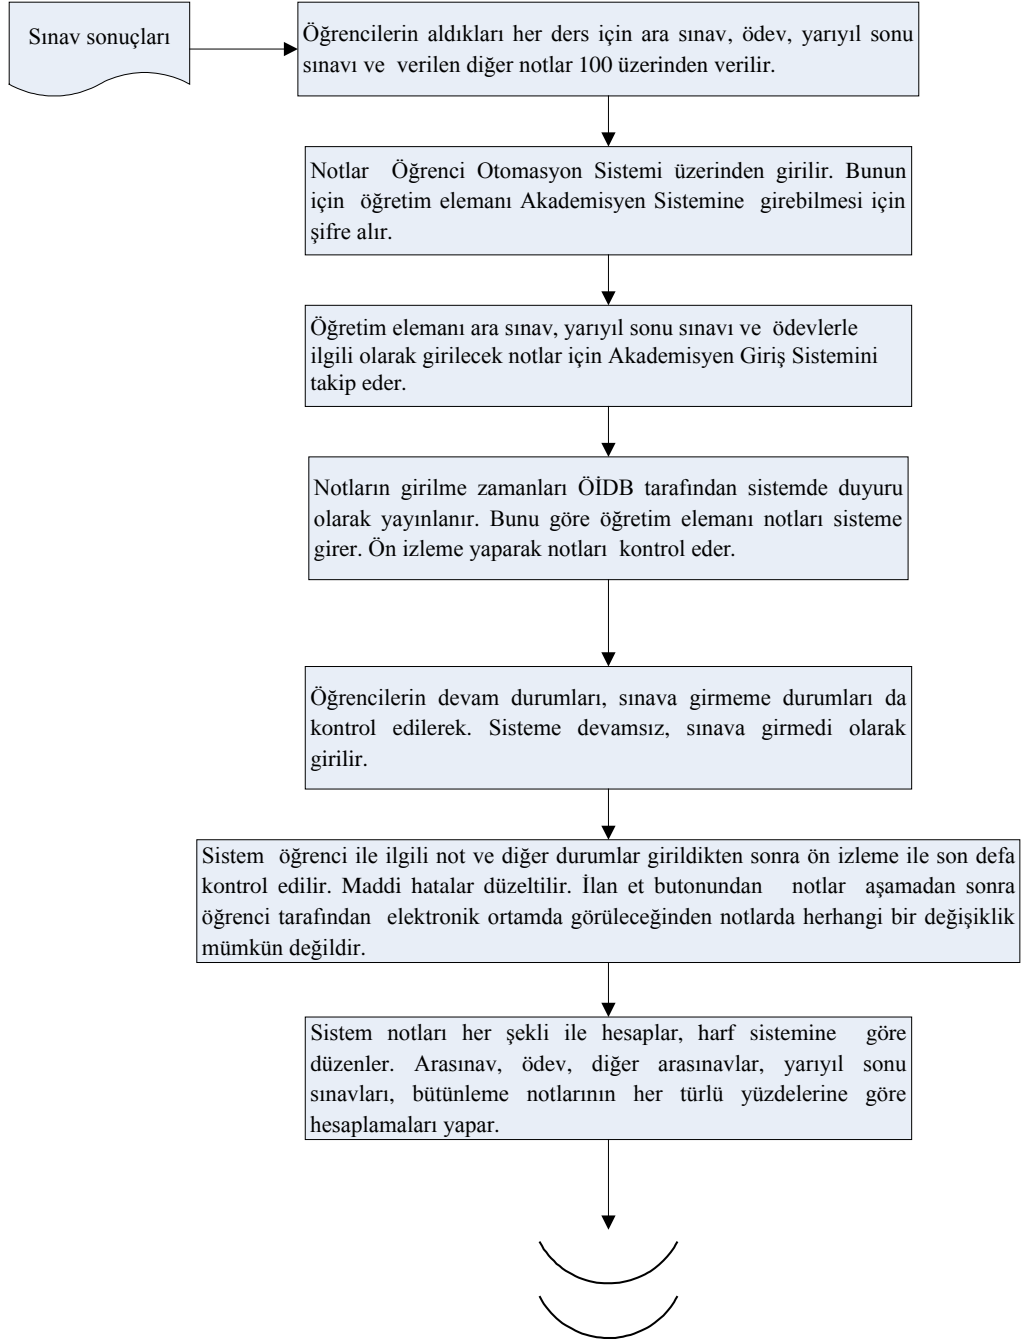 Sınav sonuçları
Öğrencilerin aldıkları her ders için ara sınav, ödev, yarıyıl sonu
sınavı ve verilen diğer notlar 100 üzerinden verilir.
Notlar Öğrenci Otomasyon Sistemi üzerinden girilir. Bunun
için öğretim elemanı Akademisyen Sistemine girebilmesi için
şifre alır.
Öğretim elemanı ara sınav, yarıyıl sonu sınavı ve ödevlerle
ilgili olarak girilecek notlar için Akademisyen Giriş Sistemini
takip eder.
Notların girilme zamanları ÖİDB tarafından sistemde duyuru
olarak yayınlanır. Bunu göre öğretim elemanı notları sisteme
girer. Ön izleme yaparak notları kontrol eder.
Öğrencilerin devam durumları, sınava girmeme durumları da
kontrol edilerek. Sisteme devamsız, sınava girmedi olarak
girilir.
Sistem öğrenci ile ilgili not ve diğer durumlar girildikten sonra ön izleme ile son defa
kontrol edilir. Maddi hatalar düzeltilir. İlan et butonundan notlar aşamadan sonra
öğrenci tarafından elektronik ortamda görüleceğinden notlarda herhangi bir değişiklik
mümkün değildir.
Sistem notları her şekli ile hesaplar, harf sistemine göre
düzenler. Arasınav, ödev, diğer arasınavlar, yarıyıl sonu
sınavları, bütünleme notlarının her türlü yüzdelerine göre
hesaplamaları yapar.